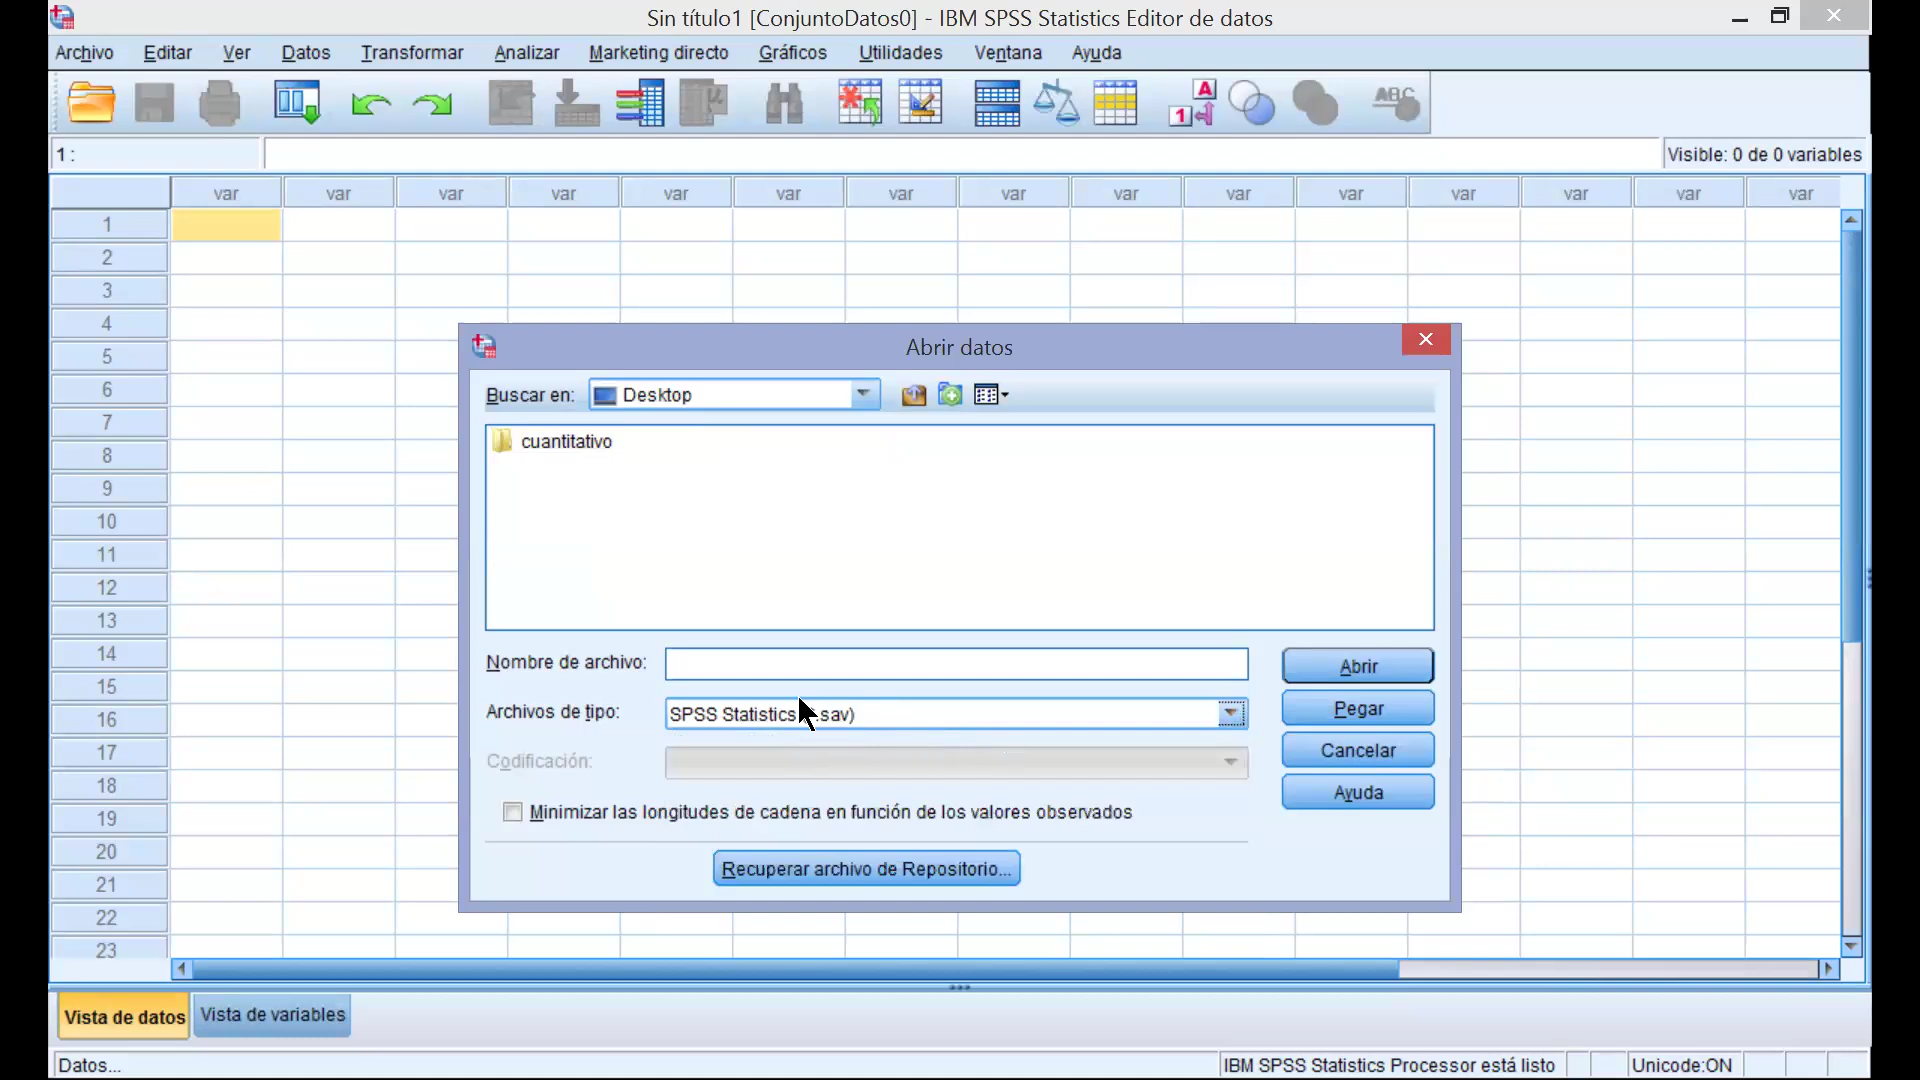 Sin título1 [ConjuntoDatos0] - IBM SPSS Statistics Editor de datos
Archivo Editar Ver Datos Transformar Analizar Marketing directo Gráficos Utilidades Ventana Ayuda
A
1
ABC
1 :
Visible: 0 de 0 variables
var var var var var var var var var var var var var var var
1
2
3
4
5
6
7
8
9
10
11
12
13
14
15
16
17
18
19
20
21
22
23
Abrir datos
Buscar en: Desktop
cuantitativo
Nombre de archivo:
Abrir
Archivos de tipo: SPSS Statistics .sav)
Pegar
Codificación:
Cancelar
Ayuda
Minimizar las longitudes de cadena en función de los valores observados
Recuperar archivo de Repositorio...
Vista de datos Vista de variables
Datos...
IBM SPSS Statistics Processor está listo
Unicode:ON